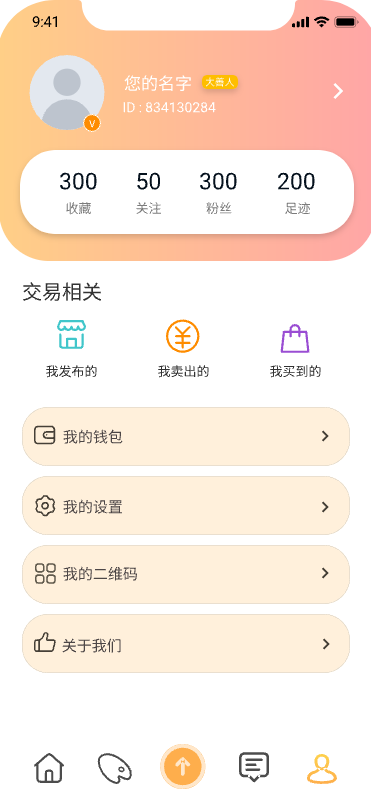 9:41
您的名字 大哥人
V
ID : 834130284
300 50 300 200
收藏 关注 粉丝 足迹
交易相关
我发布的 我卖出的 我买到的
我的钱包
我的设置
我的二维码
关于我们